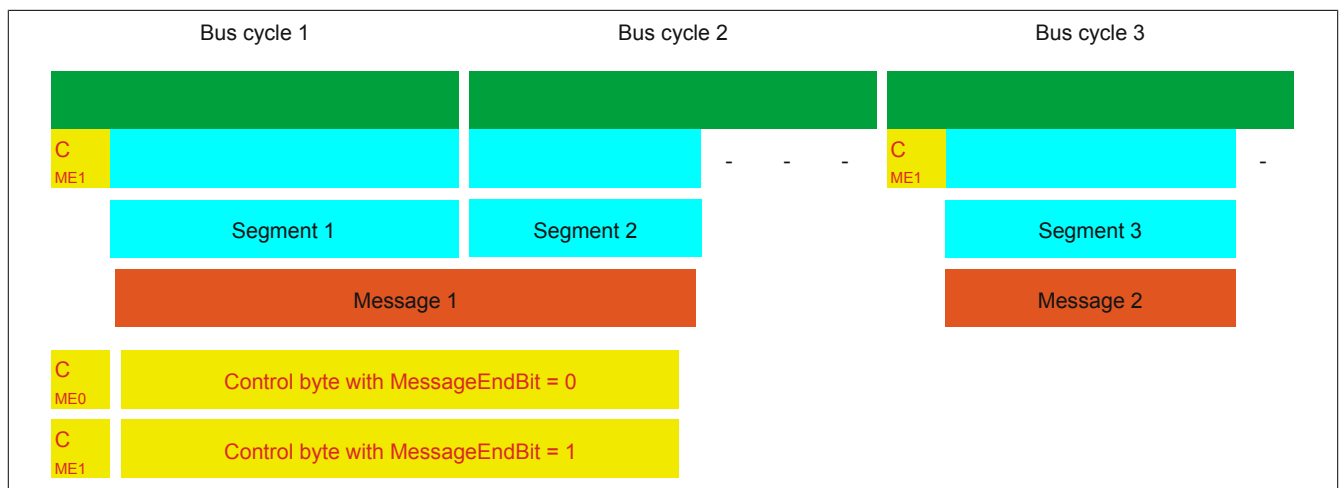 Bus cycle 1 Bus cycle 2 Bus cycle 3
C - - - C -
ME1 ME1
Segment 1 Segment 2 Segment 3
Message 1 Message 2
C
ME0 Control byte with MessageEndBit = 0
C
ME1 Control byte with MessageEndBit = 1